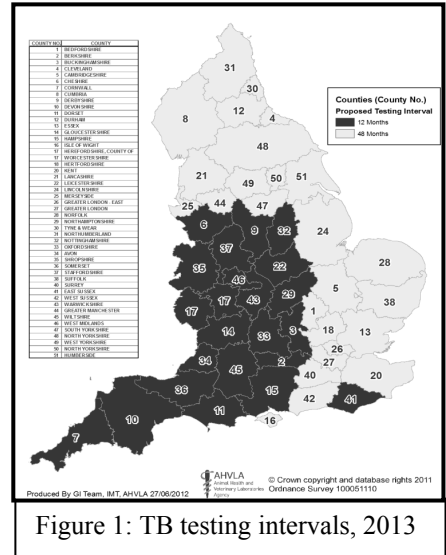 COUNTY NO COUNTY
1 BEDFORDSHIRE
2 BERKSHIRE
3 BUCKINGHAMSHIRE
4 CLEVELAND
5 CAMBRIDGESHIRE
6 CHESHIRE
7 CORNWALL
8 CUMBRIA
9 DERBYSHIRE
10 DEVONSHIRE
11 DORSET
12 DURHAM
13 ESSEX
14 GLOUCESTERSHIRE
15 HAMPSHIRE
16 ISLE OF WIGHT
17 HEREFORDSHIRE, COUNTY OF
17 WORCESTERSHIRE
18 HERTFORDSHIRE
20 KENT
21 LANCASHIRE
22 LEICESTERSHIRE
24 LINCOLNSHIRE
25 MERSEYSIDE
26 GREATER LONDON - EAST
27 GREATER LONDON
28 NORFOLK
29 NORTHAMPTONSHIRE
30 TYNE & WEAR
31 NORTHUMBERLAND
32 NOTTINGHAMSHIRE
33 OXFORDSHIRE
34 AVON
35 SHROPSHIRE
36 SOMERSET
37 STAFFORDSHIRE
38 SUFFOLK
40 SURREY
41 EAST SUSSEX
42 WEST SUSSEX
43 WARWICKSHIRE
44 GREATER MANCHESTER
45 WILTSHIRE
46 WEST MIDLANDS
47 SOUTH YORKSHIRE
48 NORTH YORKSHIRE
49 WEST YORKSHIRE
50 NORTH YORKSHIRE
51 HUMBERSIDE
Counties (County No.)
Proposed Testing Interval
12 Months
48 Months
31
30
8 12 4
48
21 49 50 51
25 44 47
6 9 32 24
37 28
35 22
46 5 38
17 17 43 29
1
14 33 3 18 13
26
34 2 27
45 40 20
36 15 42 41
11 16
10
7
AHVLA
Animal Health and
Veterinary Laboratories
Agency
© Crown copyright and database rights 2011
Ordnance Survey 100051110
Produced By GI Team, IMT, AHVLA 27/06/2012
Figure 1: TB testing intervals, 2013